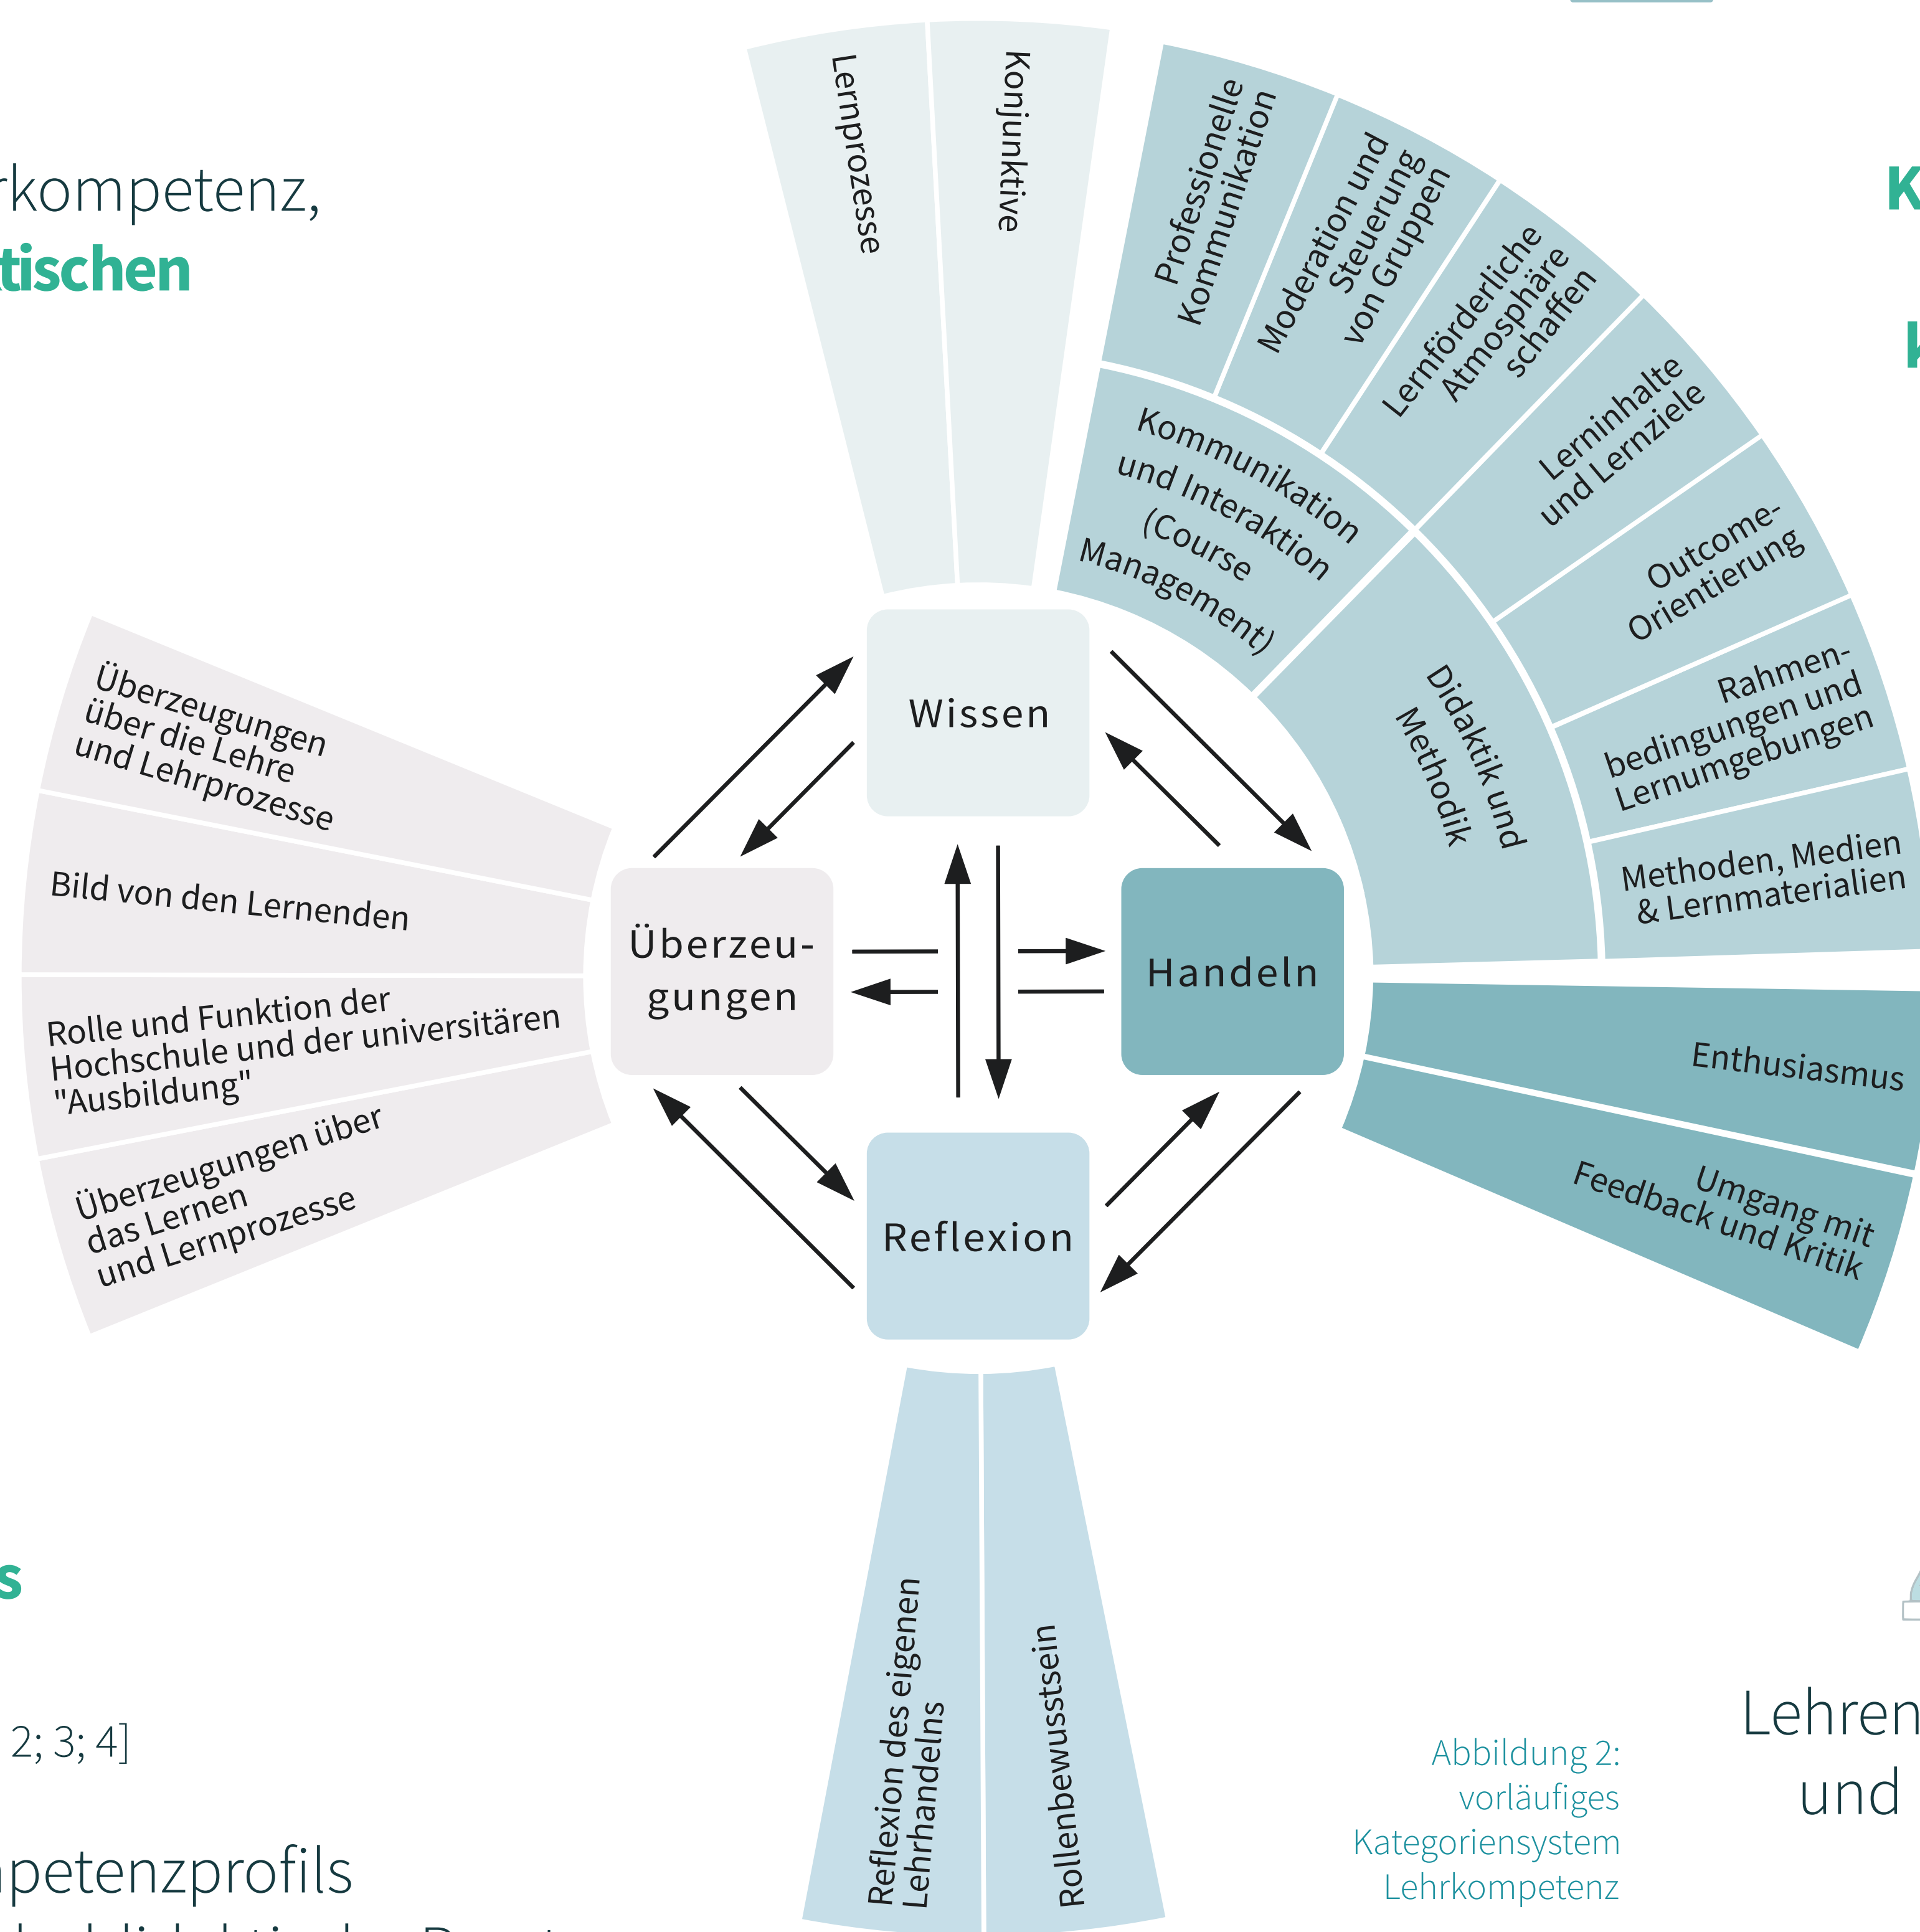 rkompetenz,
tischen
Lernprozesse
Konjunktive
Professionelle
Kommunikation
Moderation und
Steuerung
von Gruppen
Lernförderliche
Atmosphäre
schaffen
Lerninhalte
und Lernziele
Outcome-
Orientierung
Rahmen-
bedingungen und
Lernumgebungen
Methoden, Medien
& Lernmaterialien
Kommunikation
und Interaktion
(Course
Management)
Didaktik und
Methodik
Überzeugungen
über die Lehre
und Lehrprozesse
Bild von den Lernenden
Rolle und Funktion der
Hochschule und der universitären
"Ausbildung"
Überzeugungen über
das Lernen
und Lernprozesse
Wissen
Überzeu-
gungen
Handeln
Reflexion
Enthusiasmus
Umgang mit
Feedback und Kritik
Reflexion des eigenen
Lehrhandelns
Rollenbewusstsein
s
2; 3; 4]
petenzprofils
Abbildung 2:
vorläufiges
Kategoriensystem
Lehrkompetenz
Lehren
und